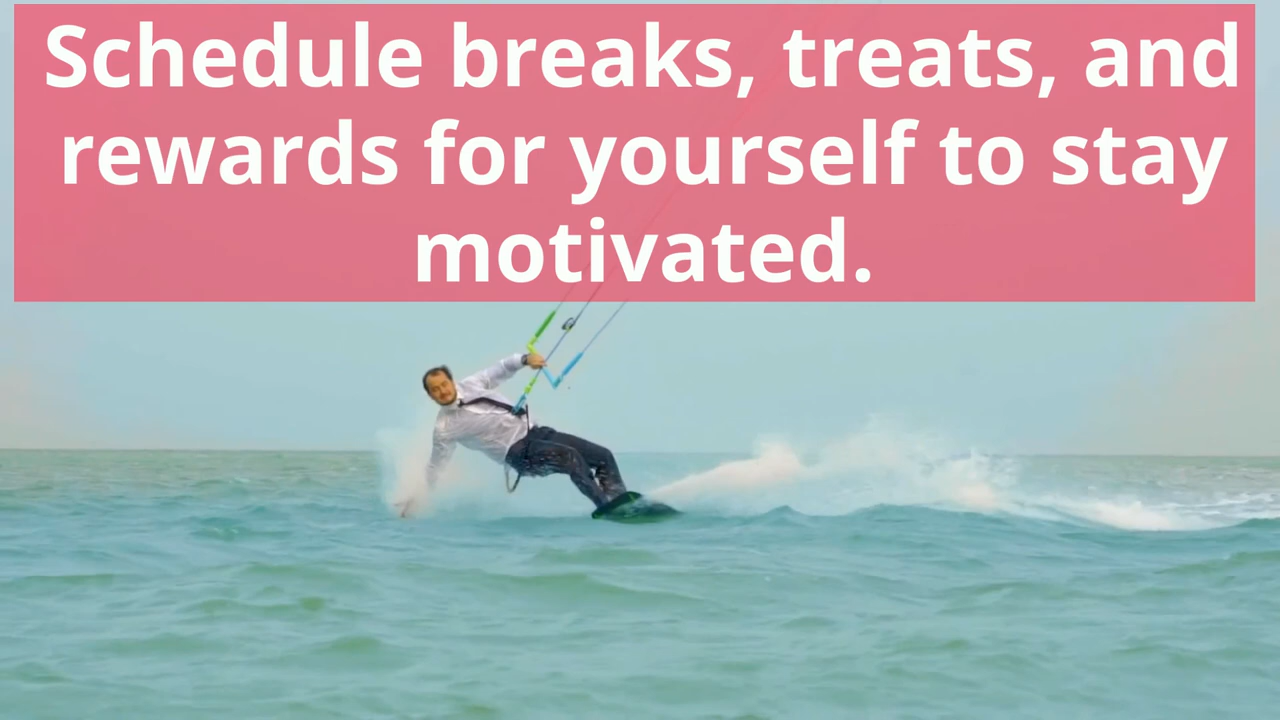 Schedule breaks, treats, and
rewards for yourself to stay
motivated.